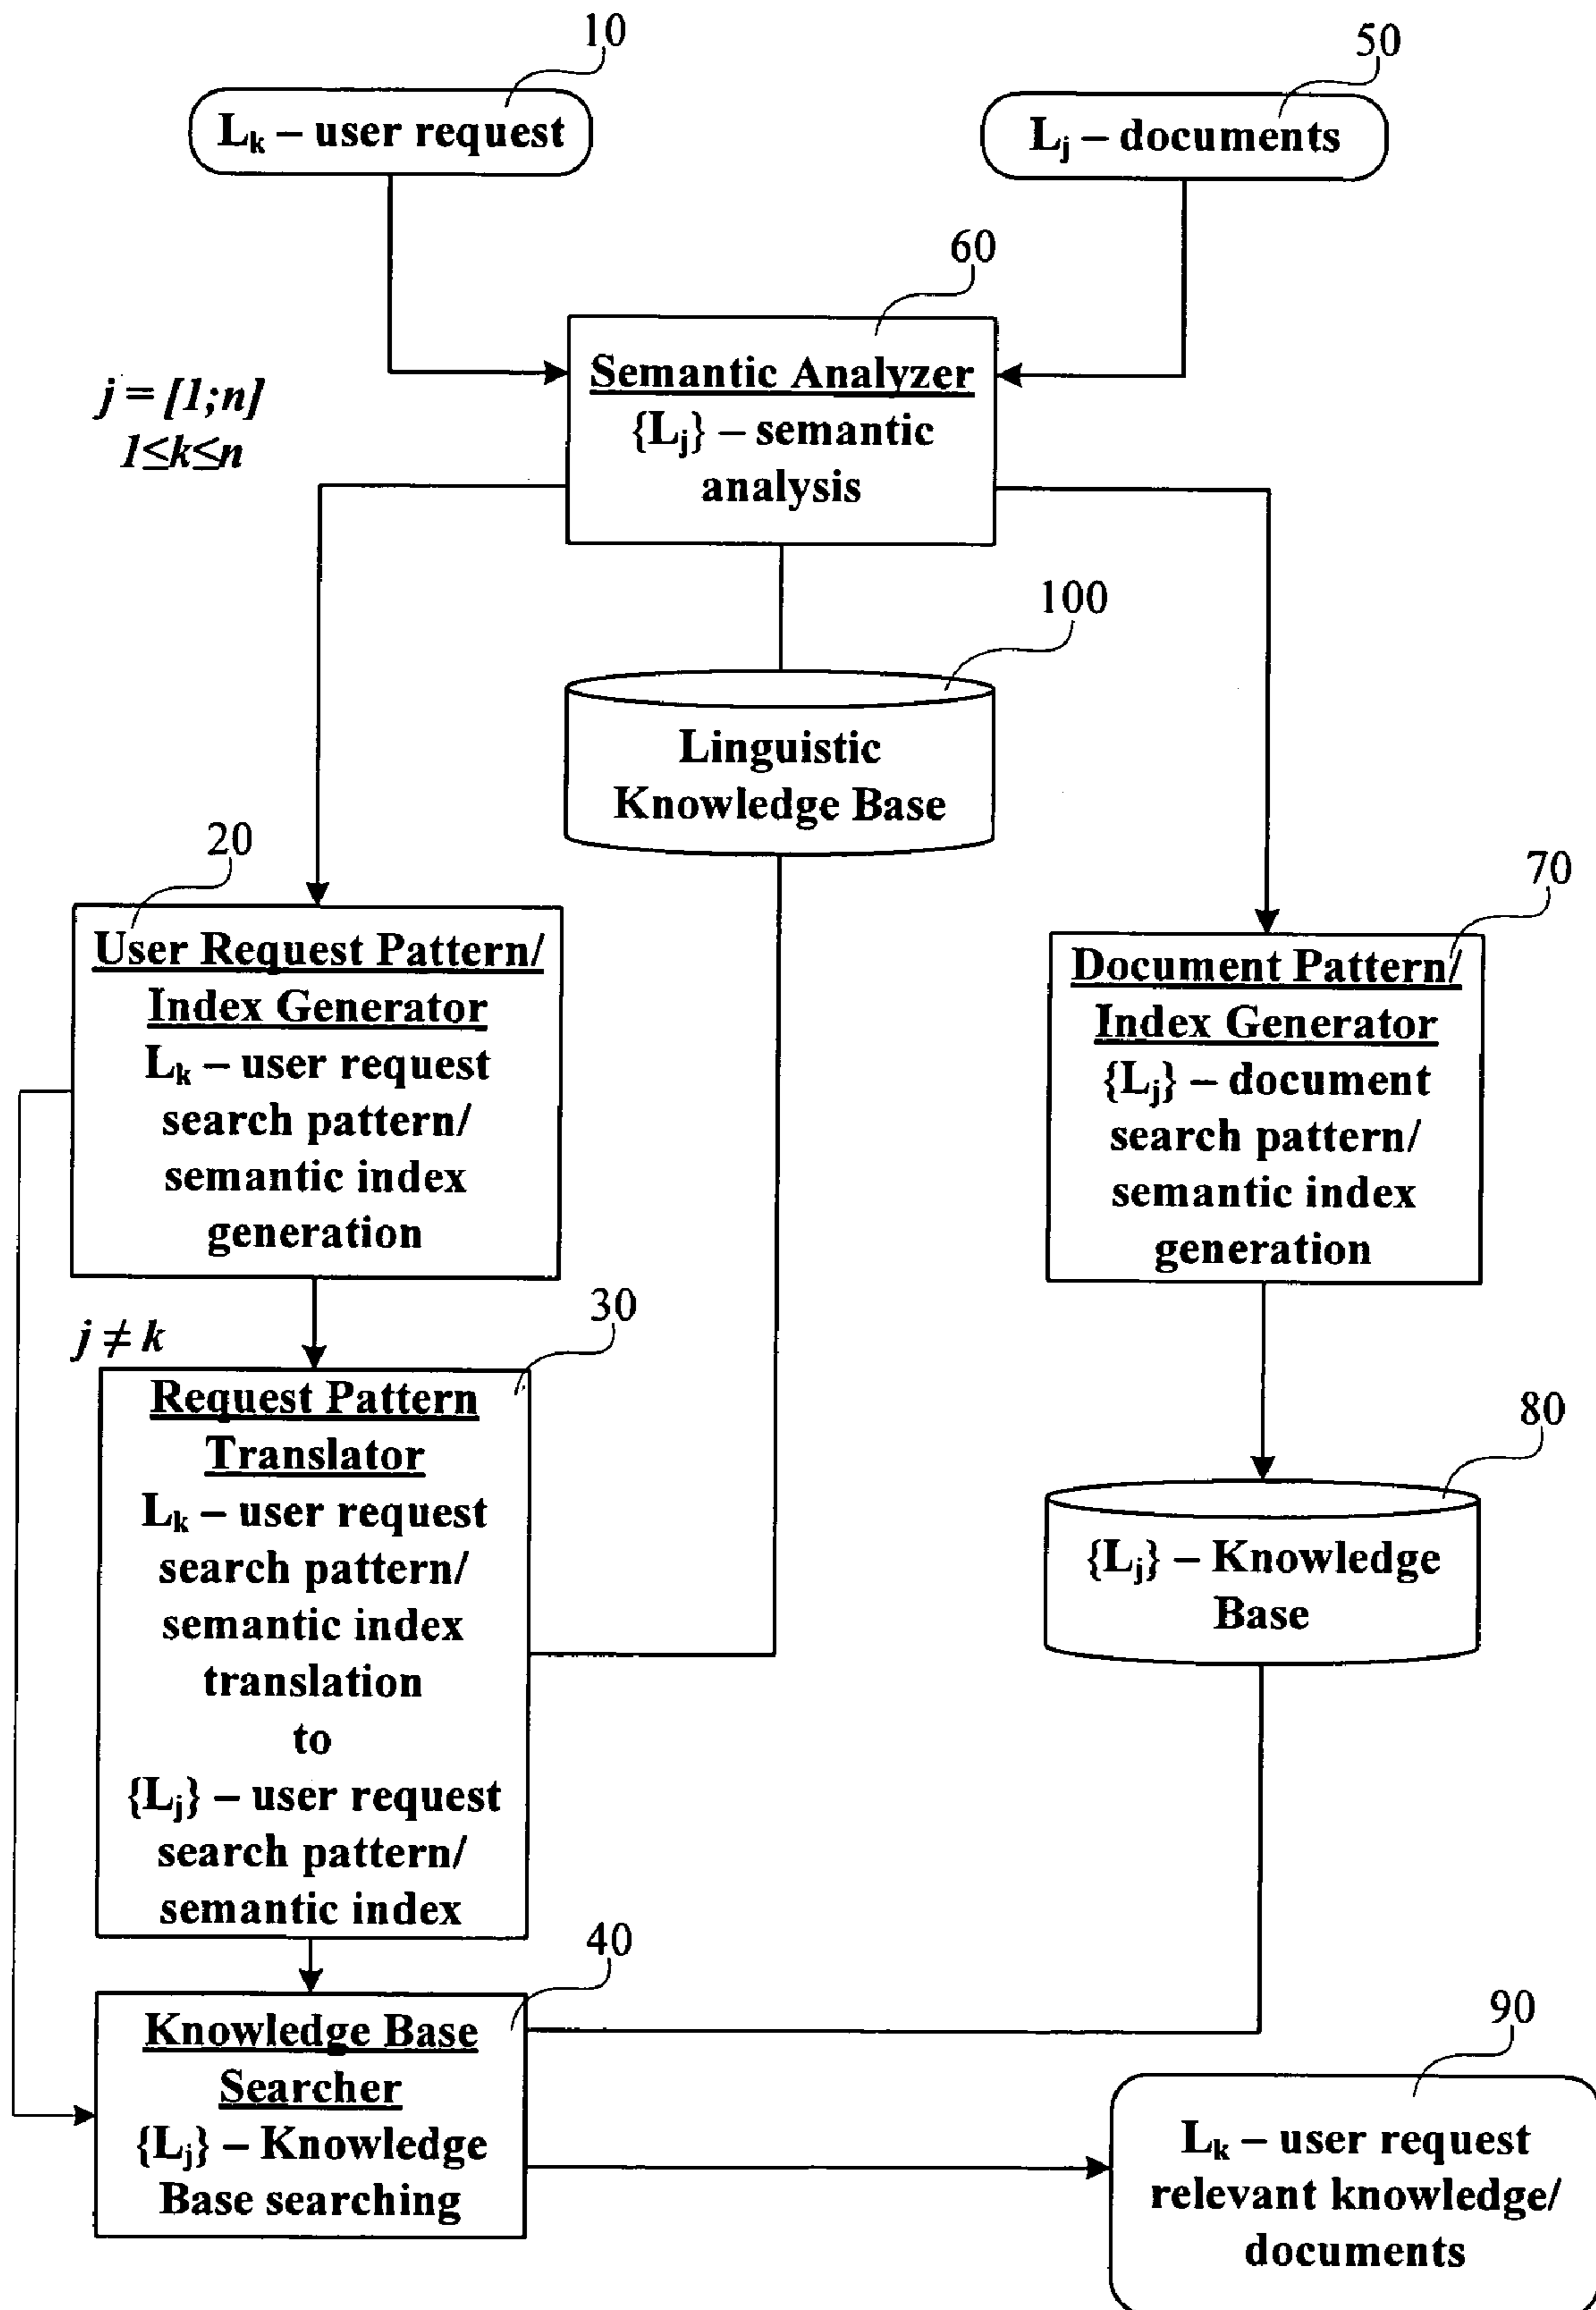 10
50
Lk – user request
Lj – documents
60
Semantic Analyzer
{Lj} – semantic
analysis
j = [1;n]
1≤k≤n
100
Linguistic
Knowledge Base
20
User Request Pattern/
Index Generator
Lk – user request
search pattern/
semantic index
generation
70
Document Pattern/
Index Generator
{Lj} – document
search pattern/
semantic index
generation
j ≠ k
30
Request Pattern
Translator
Lk – user request
search pattern/
semantic index
translation
to
{Lj} – user request
search pattern/
semantic index
80
{Lj} – Knowledge
Base
40
Knowledge Base
Searcher
{Lj} – Knowledge
Base searching
90
Lk – user request
relevant knowledge/
documents